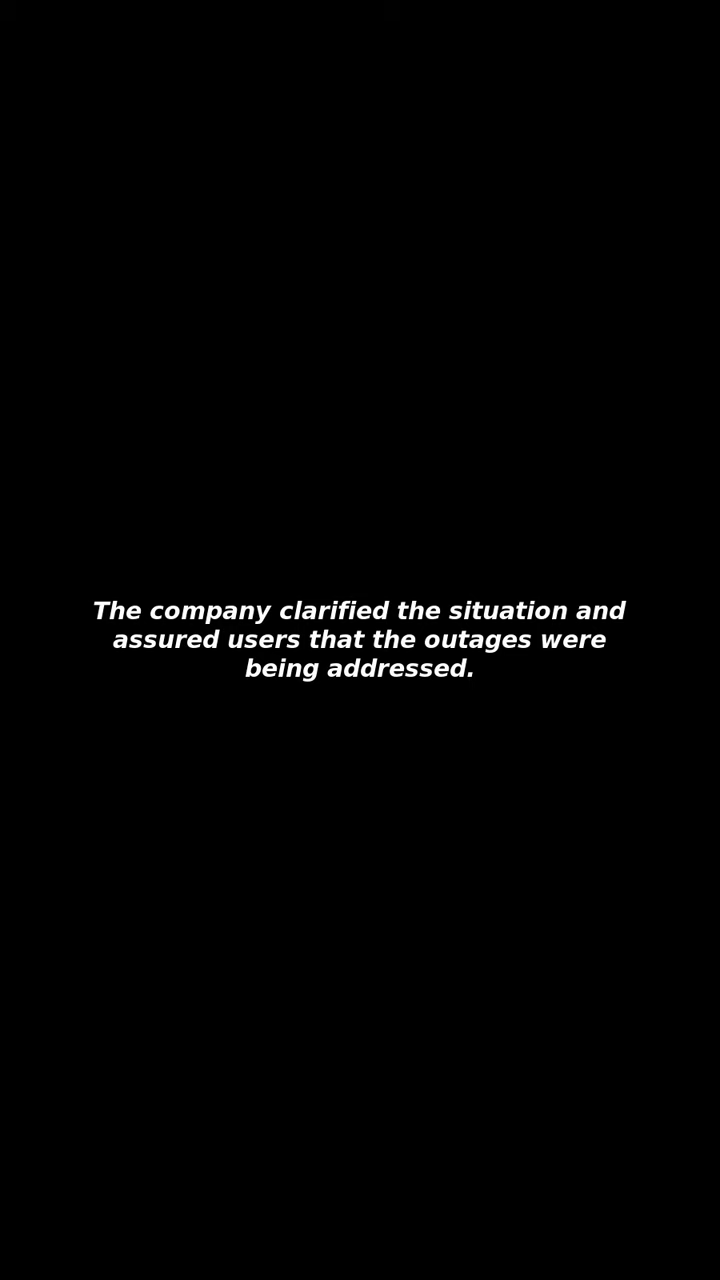 The company clarified the situation and
assured users that the outages were
being addressed.